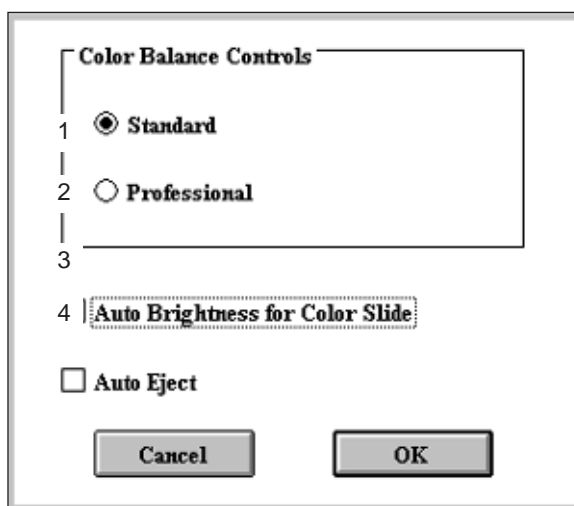 Color Balance Controls
1 Standard
2 Professional
3
4 Auto Brightness for Color Slide
Auto Eject
Cancel OK